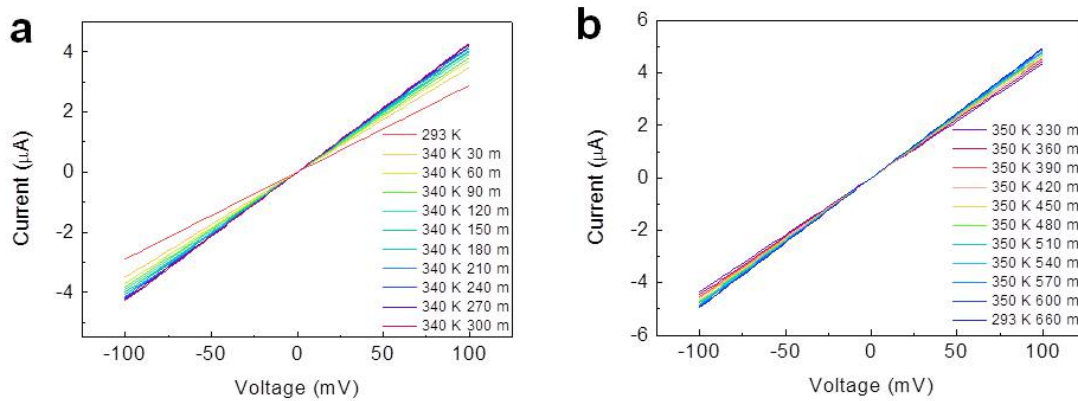 a
4
2
0
-2
-4
Current (μA)
293 K
340 K 30 m
340 K 60 m
340 K 90 m
340 K 120 m
340 K 150 m
340 K 180 m
340 K 210 m
340 K 240 m
340 K 270 m
340 K 300 m
-100 -50 0 50 100
Voltage (mV)
b
6
4
2
0
-2
-4
-6
Current (μA)
350 K 330 m
350 K 360 m
350 K 390 m
350 K 420 m
350 K 450 m
350 K 480 m
350 K 510 m
350 K 540 m
350 K 570 m
350 K 600 m
293 K 660 m
-100 -50 0 50 100
Voltage (mV)